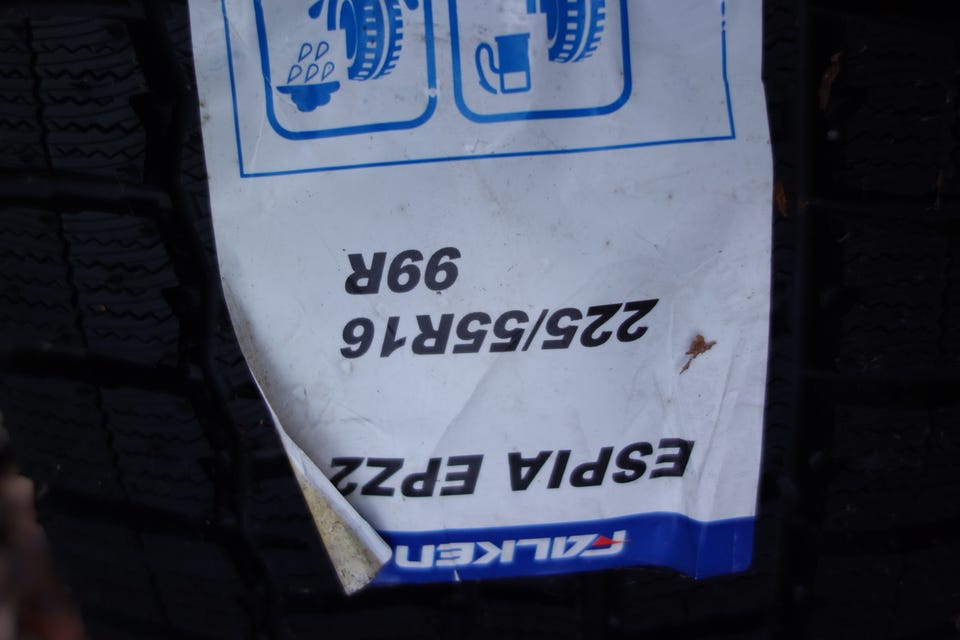 FALKEN
ESPIA EPZ2
225/55R16
99R